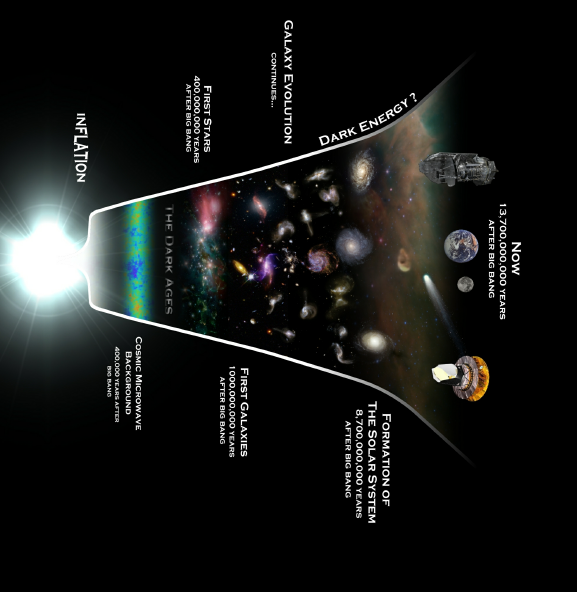 INFLATION
COSMIC MICROWAVE
BACKGROUND
400,000 YEARS AFTER
BIG BANG
THE DARK AGES
FIRST STARS
400,000,000 YEARS
AFTER BIG BANG
FIRST GALAXIES
1000,000,000 YEARS
AFTER BIG BANG
GALAXY EVOLUTION
CONTINUES...
DARK ENERGY ?
FORMATION OF
THE SOLAR SYSTEM
8,700,000,000 YEARS
AFTER BIG BANG
NOW
13,700,000,000 YEARS
AFTER BIG BANG